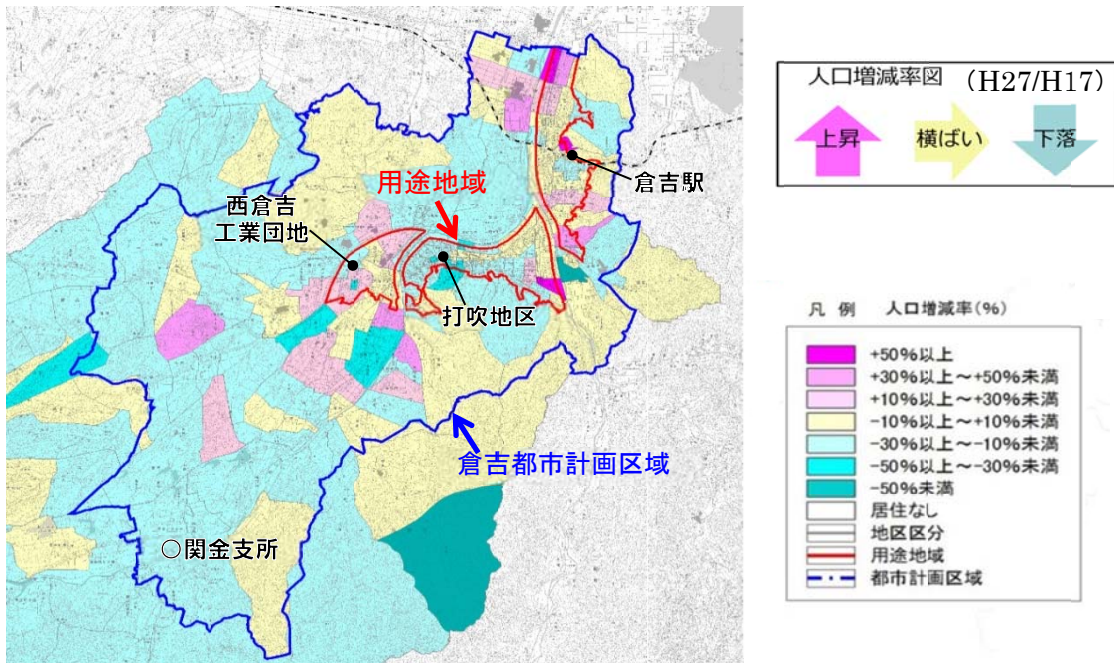 倉吉駅
用途地域
西倉吉
工業団地
打吹地区
倉吉都市計画区域
○関金支所
人口増減率図 (H27/H17)
上昇
横ばい
下落
凡 例 人口増減率(%)
+50%以上
+30%以上～+50%未満
+10%以上～+30%未満
-10%以上～+10%未満
-30%以上～-10%未満
-50%以上～-30%未満
-50%未満
居住なし
地区区分
用途地域
都市計画区域